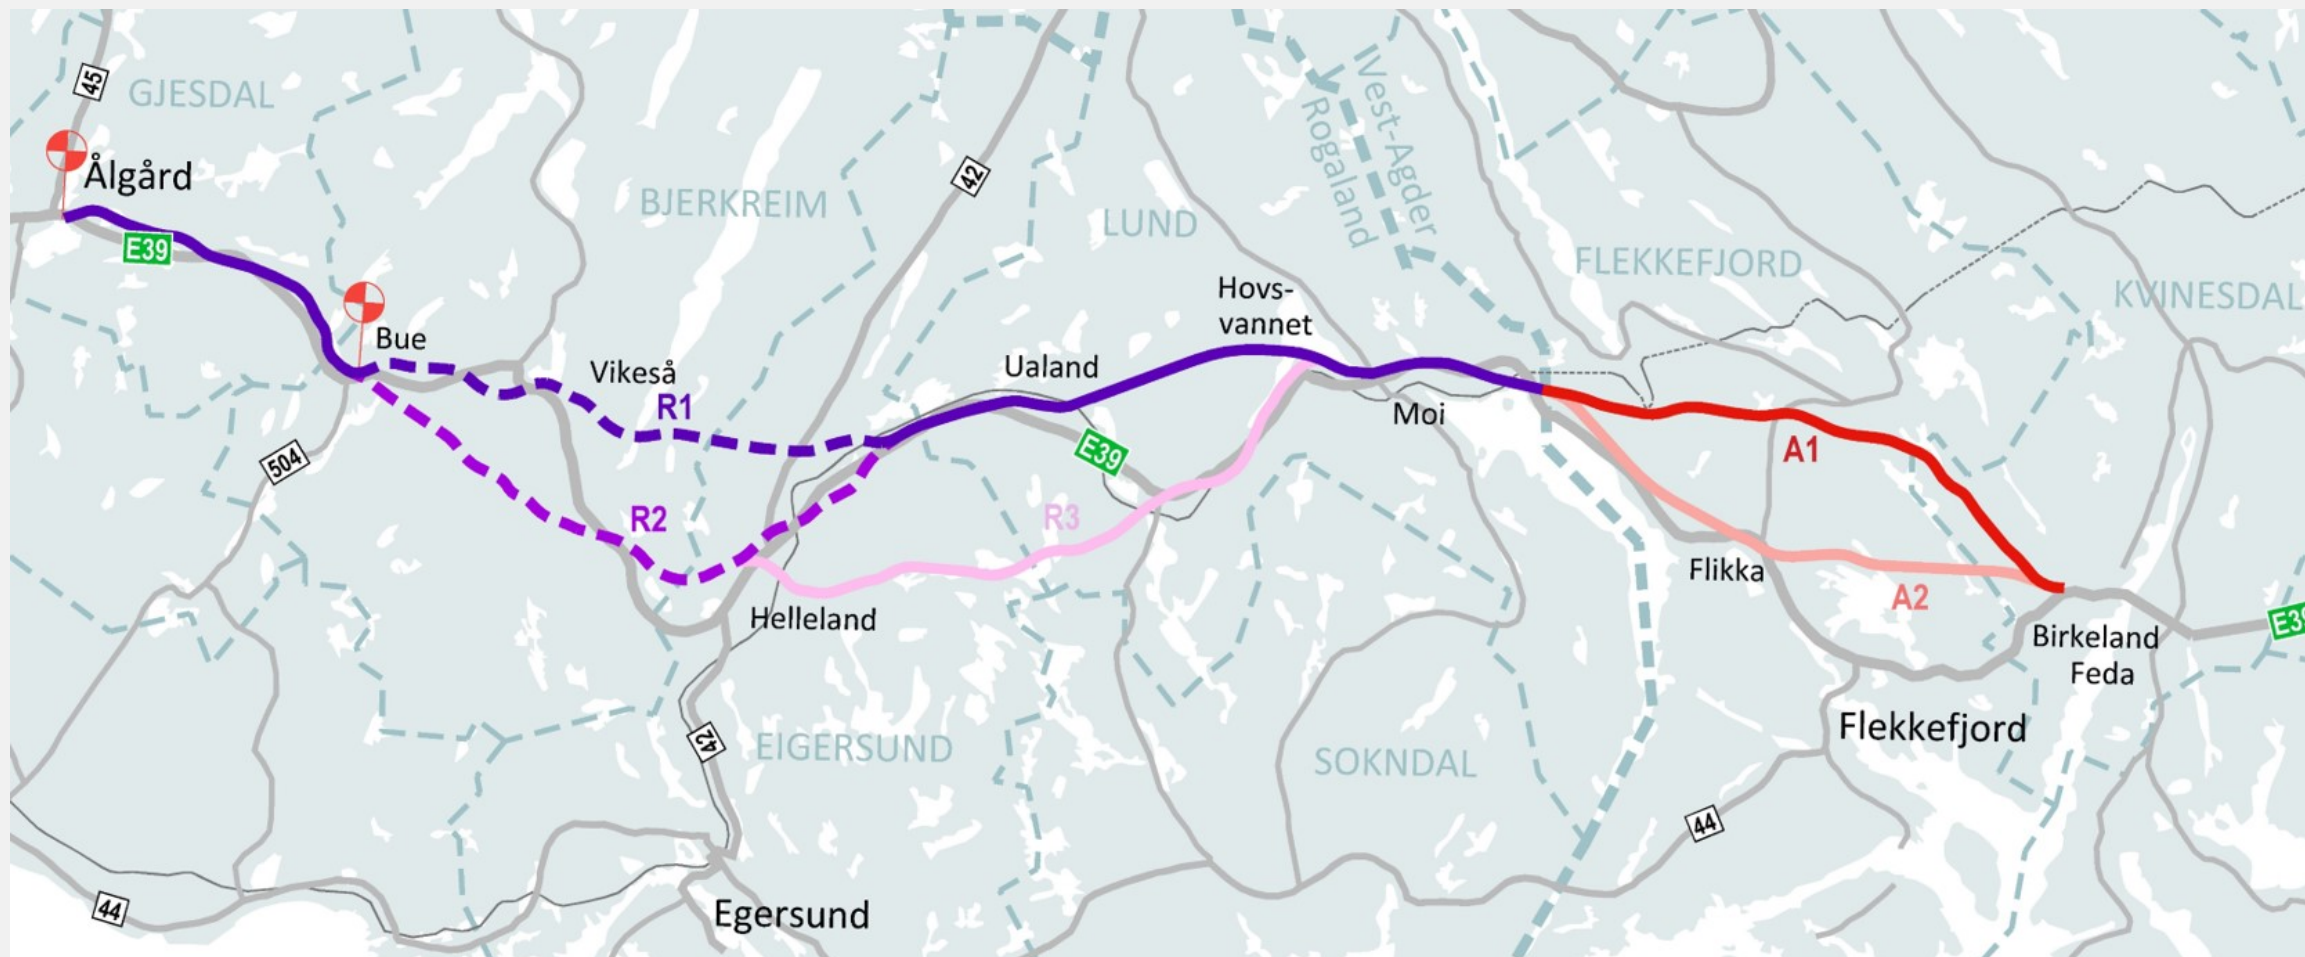 45
GJESDAL
Ålgård
E39
BJERKREIM
42
LUND
West-Agder
Rogaland
FLEKKEFJORD
KVINESDAL
Hovs-
vannet
Bue
Vikeså
R1
Ualand
Moi
E39
A1
504
R2
R3
Flikka
A2
Helleland
E39
Birkeland
Feda
42
EIGERSUND
SOKNDAL
Flekkefjord
44
44
Egersund